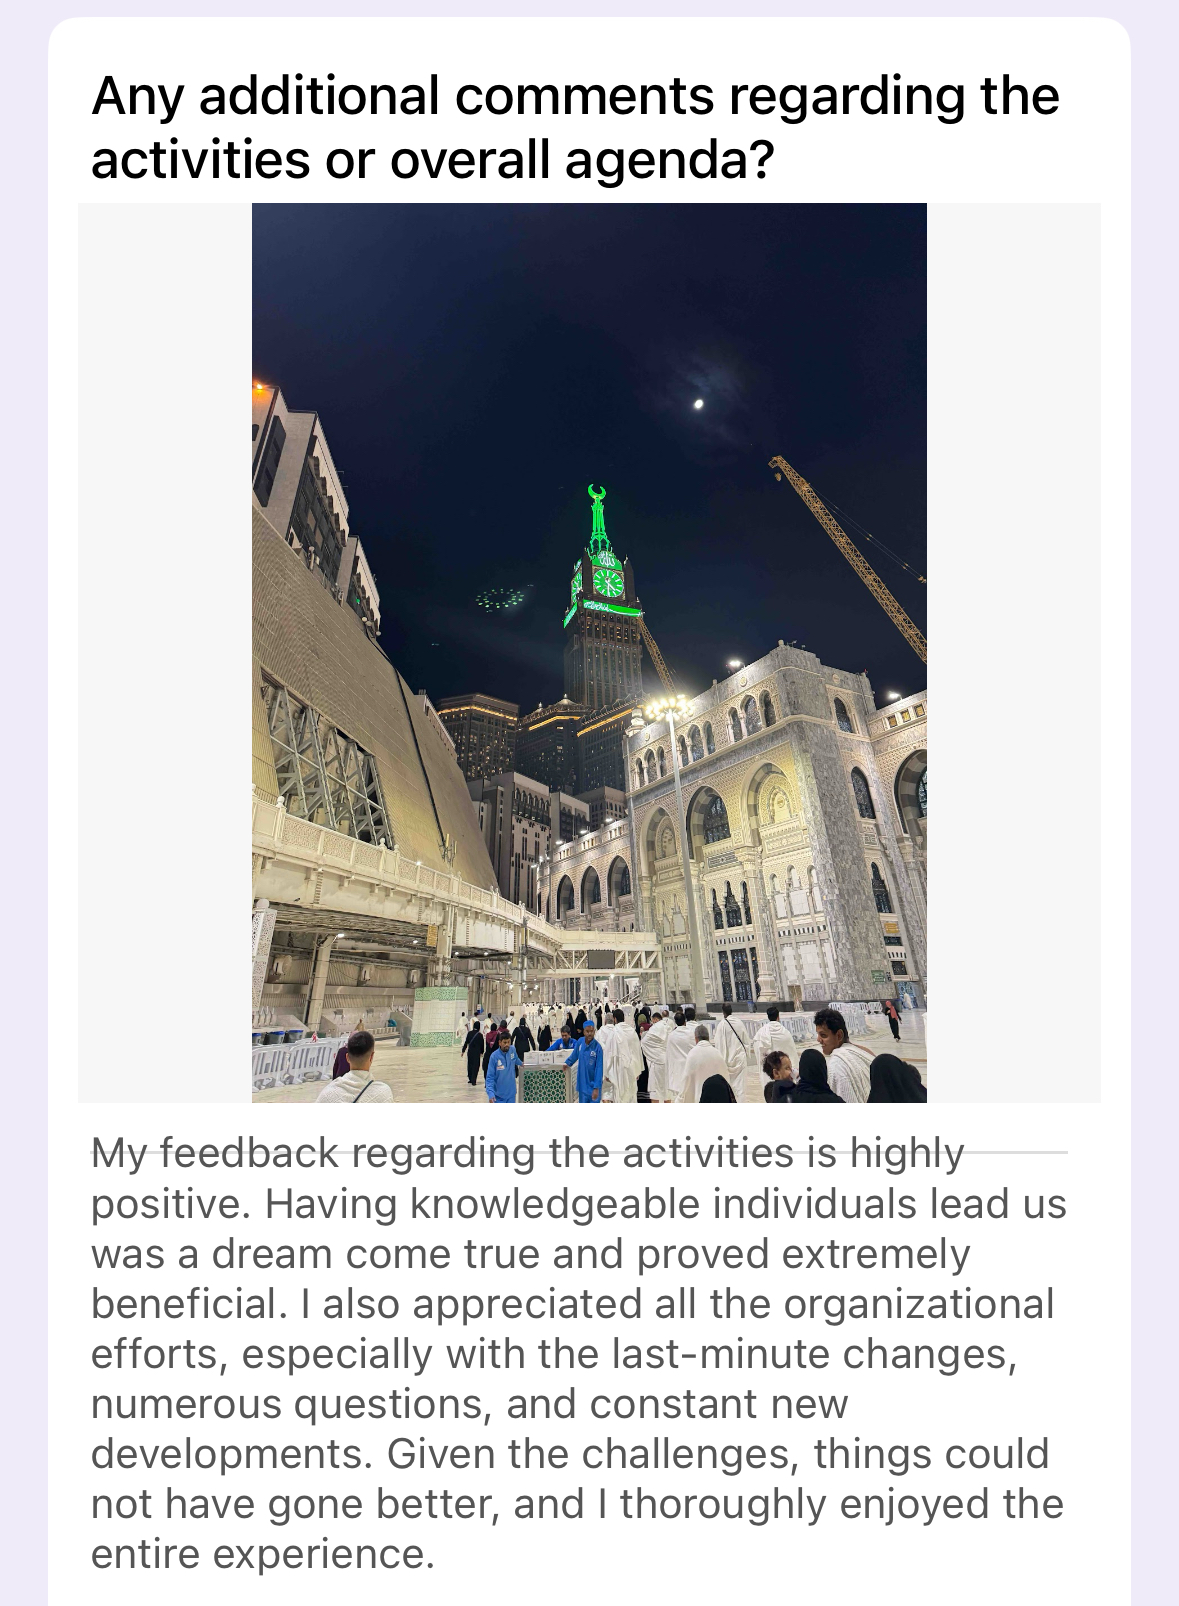 Any additional comments regarding the
activities or overall agenda?
My feedback regarding the activities is highly
positive. Having knowledgeable individuals lead us
was a dream come true and proved extremely
beneficial. I also appreciated all the organizational
efforts, especially with the last-minute changes,
numerous questions, and constant new
developments. Given the challenges, things could
not have gone better, and I thoroughly enjoyed the
entire experience.